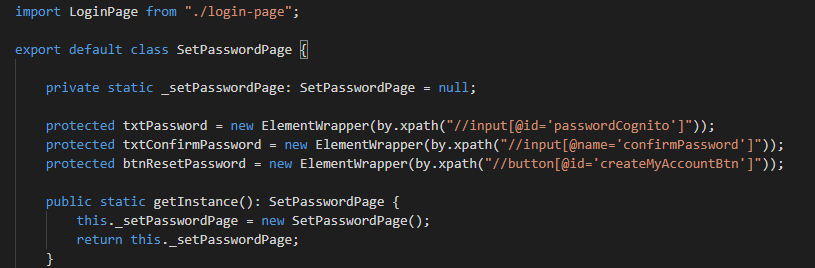 import LoginPage from "./login-page";
export default class SetPasswordPage {
private static _setPasswordPage: SetPasswordPage = null;
protected txtPassword = new ElementWrapper(by.xpath("//input[@id='passwordCognito']"));
protected txtConfirmPassword = new ElementWrapper(by.xpath("//input[@name='confirmPassword']"));
protected btnResetPassword = new ElementWrapper(by.xpath("//button[@id='createMyAccountBtn']"));
public static getInstance(): SetPasswordPage {
this._setPasswordPage = new SetPasswordPage();
return this._setPasswordPage;
}